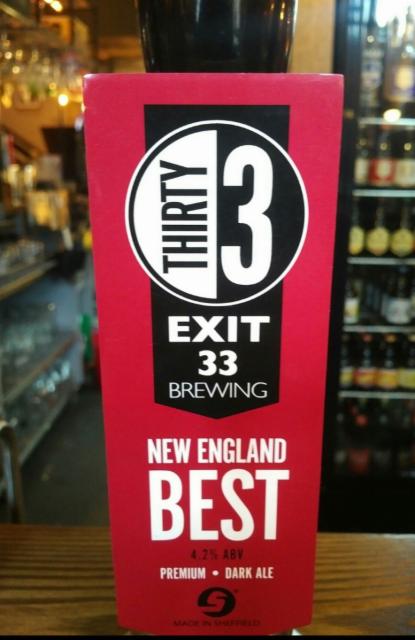 THIRTY
3
EXIT
33
BREWING
NEW ENGLAND
BEST
4.2% ABV
PREMIUM • DARK ALE
MADE IN SHEFFIELD